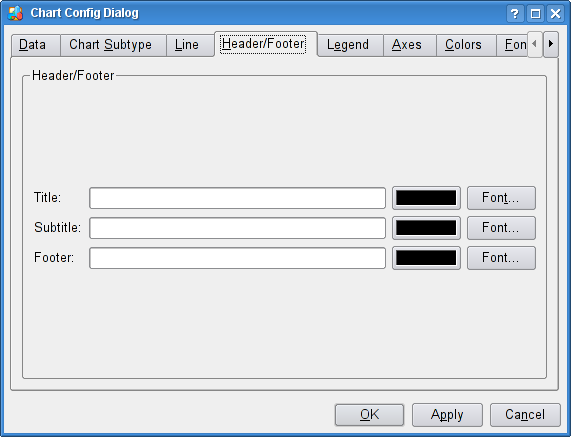 Chart Config Dialog
Data Chart Subtype Line Header/Footer Legend Axes Colors Fon
Header/Footer
Title: Font...
Subtitle: Font...
Footer: Font...
OK Apply Cancel